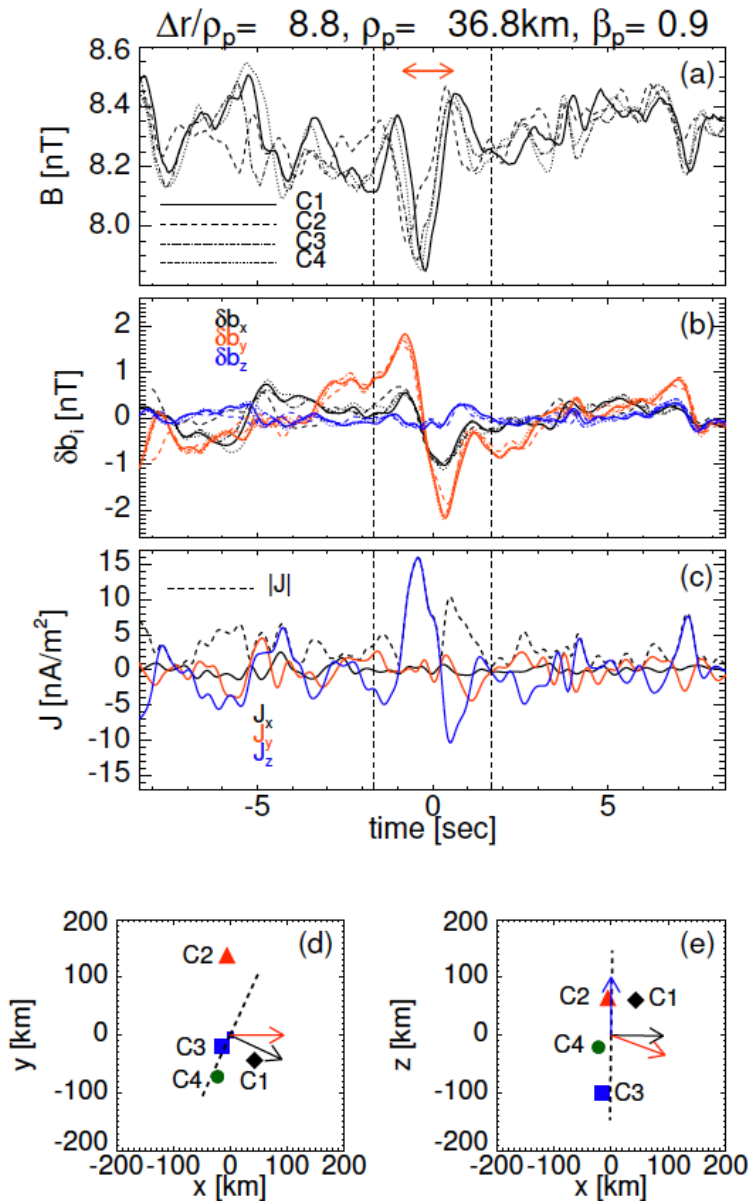 Δr/ρp= 8.8, ρp= 36.8km, βp= 0.9
(a)
8.6
8.4
8.2
8.0
B [nT]
C1
C2
C3
C4
(b)
2
1
0
-1
-2
δbi [nT]
δbx
δby
δbz
(c)
15
10
5
0
-5
-10
-15
J [nA/m²]
|J|
Jx
Jy
Jz
-5 0 5
time [sec]
(d)
200
100
0
-100
-200
y [km]
C2
C3
C4
C1
-200 -100 0 100 200
x [km]
(e)
200
100
0
-100
-200
z [km]
C2
C1
C4
C3
-200 -100 0 100 200
x [km]